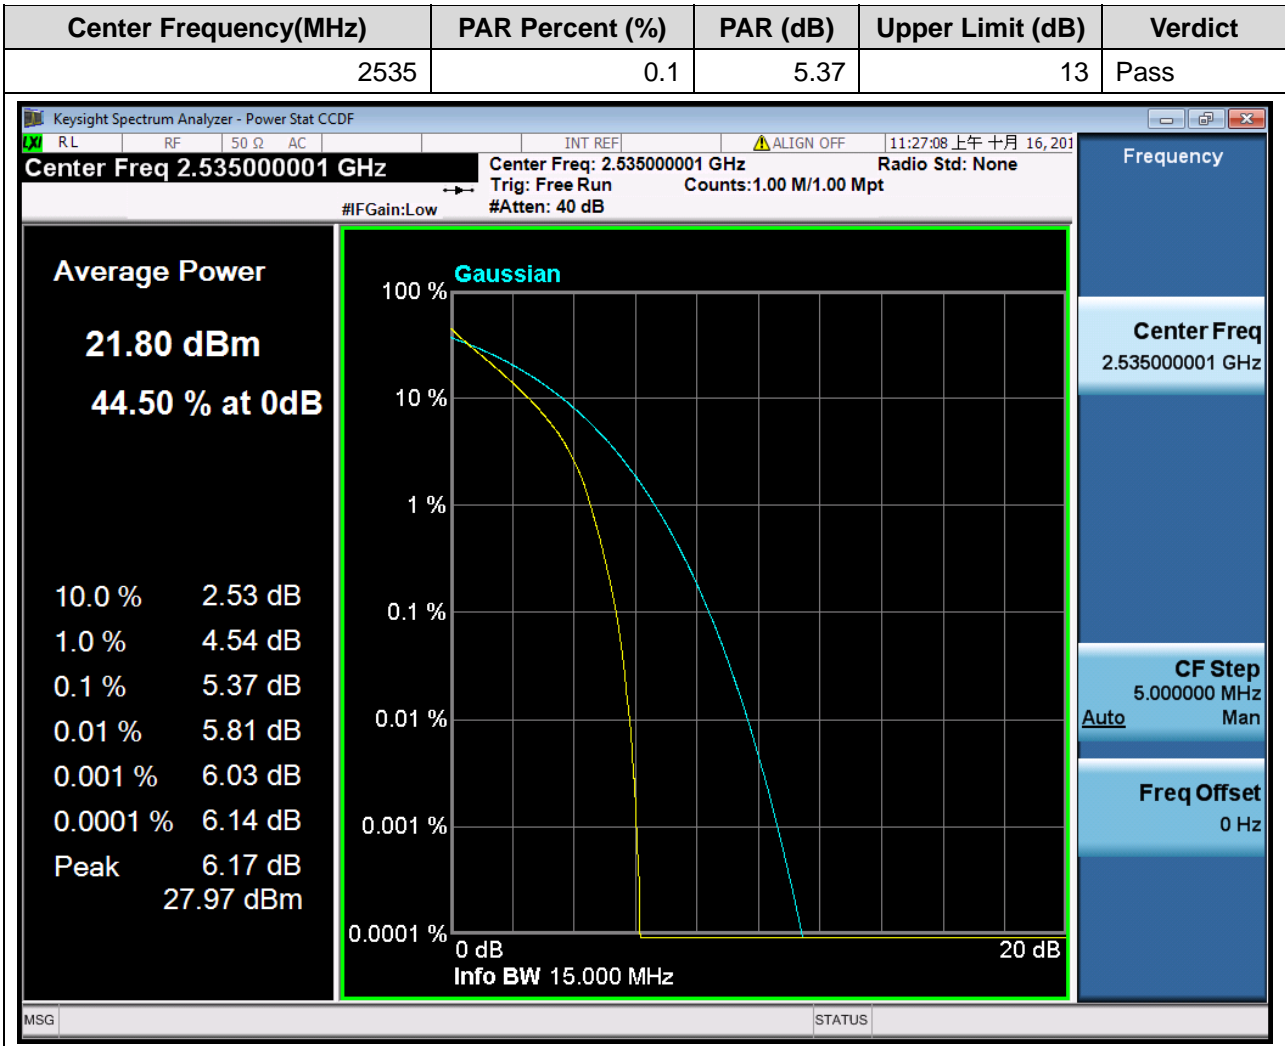 Center Frequency(MHz) PAR Percent (%) PAR (dB) Upper Limit (dB) Verdict
2535 0.1 5.37 13 Pass
Keysight Spectrum Analyzer - Power Stat CCDF
LXI RL RF 50 Ω AC INT REF ALIGN OFF 11:27:08 上午 十月 16, 201
Center Freq 2.535000001 GHz
Center Freq: 2.535000001 GHz Radio Std: None
Trig: Free Run Counts:1.00 M/1.00 Mpt
#IFGain:Low #Atten: 40 dB
Average Power
21.80 dBm
44.50 % at 0dB
10.0 % 2.53 dB
1.0 % 4.54 dB
0.1 % 5.37 dB
0.01 % 5.81 dB
0.001 % 6.03 dB
0.0001 % 6.14 dB
Peak 6.17 dB
27.97 dBm
Gaussian
100 %
10 %
1 %
0.1 %
0.01 %
0.001 %
0.0001 %
0 dB 20 dB
Info BW 15.000 MHz
Frequency
Center Freq
2.535000001 GHz
CF Step
5.000000 MHz
Auto Man
Freq Offset
0 Hz
MSG STATUS